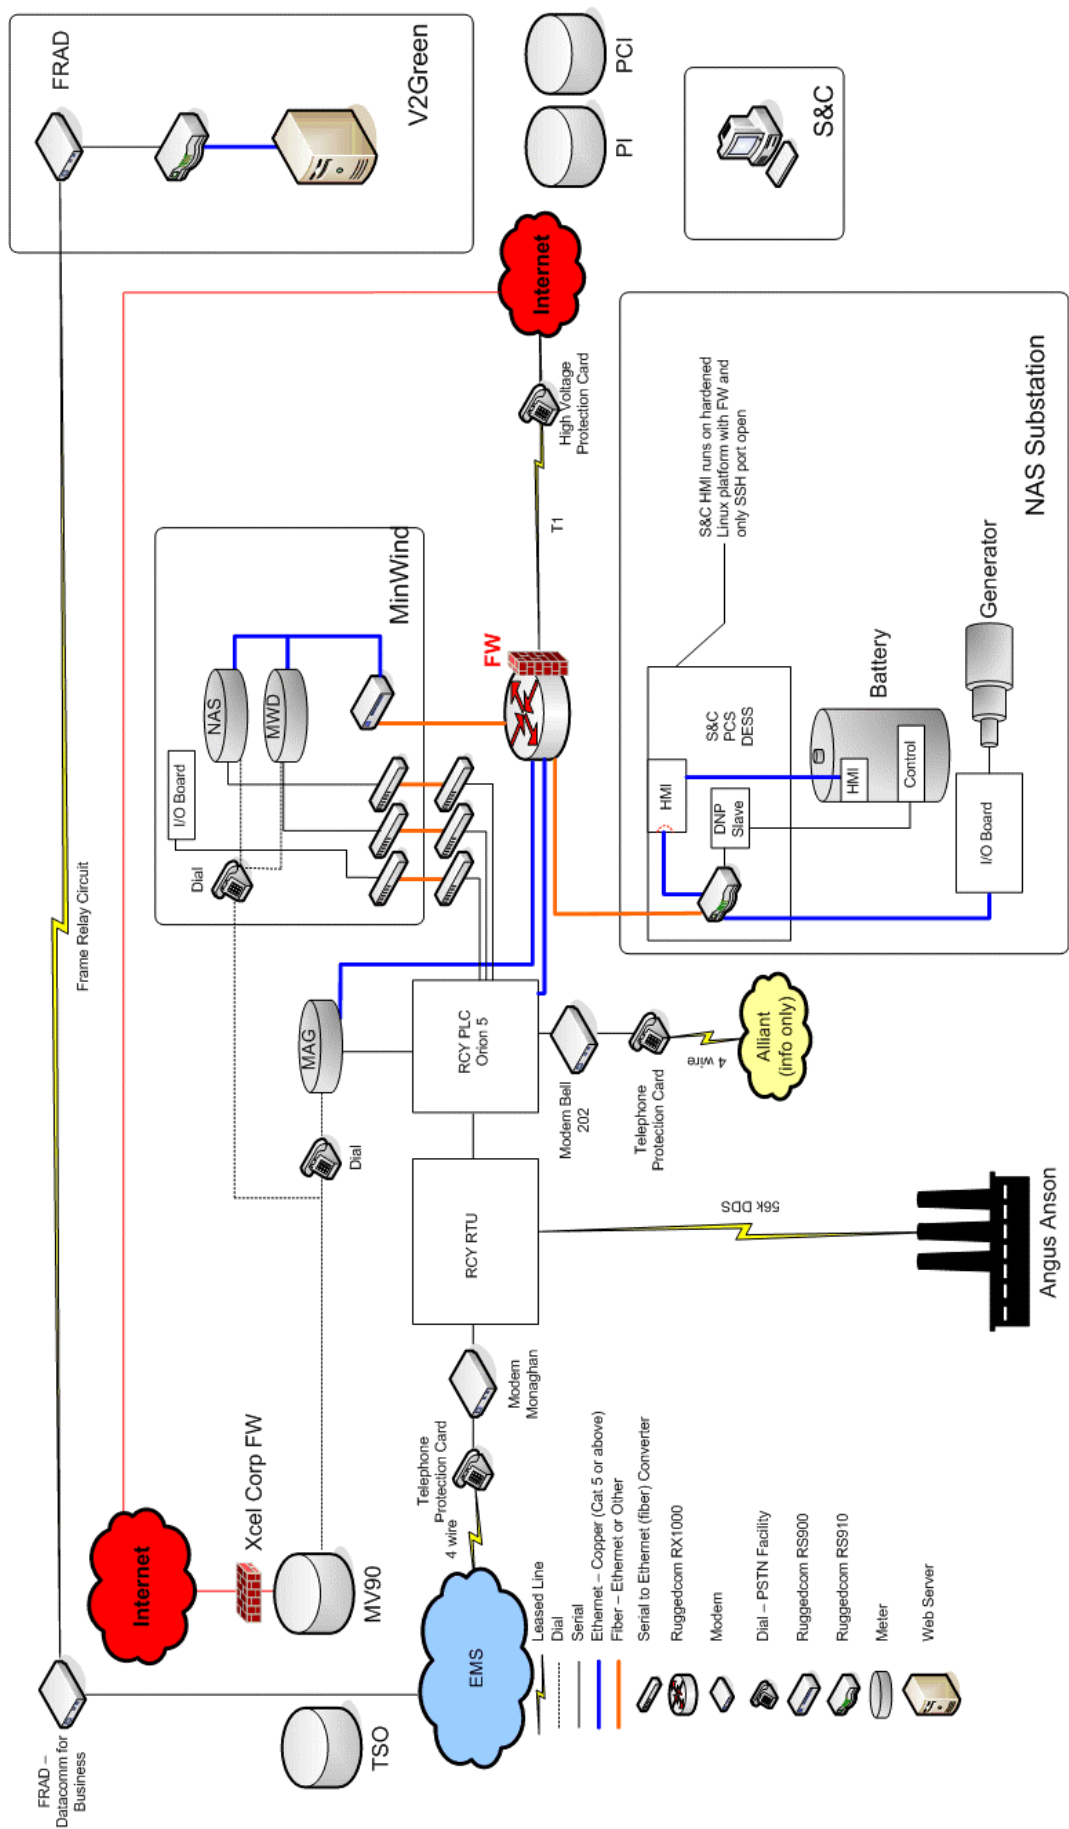 FRAD –
Datacomm for
Business
TSO
Internet
Xcel Corp FW
MV90
EMS
4 wire
Telephone
Protection Card
Modem
Monaghan
RCY RTU
56k DDS
Angus Anson
Frame Relay Circuit
Dial
MAG
RCY PLC
Orion 5
Modem Bell
202
Telephone
Protection Card
4 wire
Alliant
(info only)
Dial
I/O Board
NAS
MWD
MinWind
FW
T1
High Voltage
Protection Card
Internet
FRAD
V2Green
PI
PCI
S&C
S&C HMI runs on hardened
Linux platform with FW and
only SSH port open
S&C
PCS
DESS
HMI
DNP
Slave
HMI
Control
Battery
I/O Board
Generator
NAS Substation
Leased Line
Dial
Serial
Ethernet – Copper (Cat 5 or above)
Fiber – Ethernet or Other
Serial to Ethernet (fiber) Converter
Ruggedcom RX1000
Modem
Dial – PSTN Facility
Ruggedcom RS900
Ruggedcom RS910
Meter
Web Server